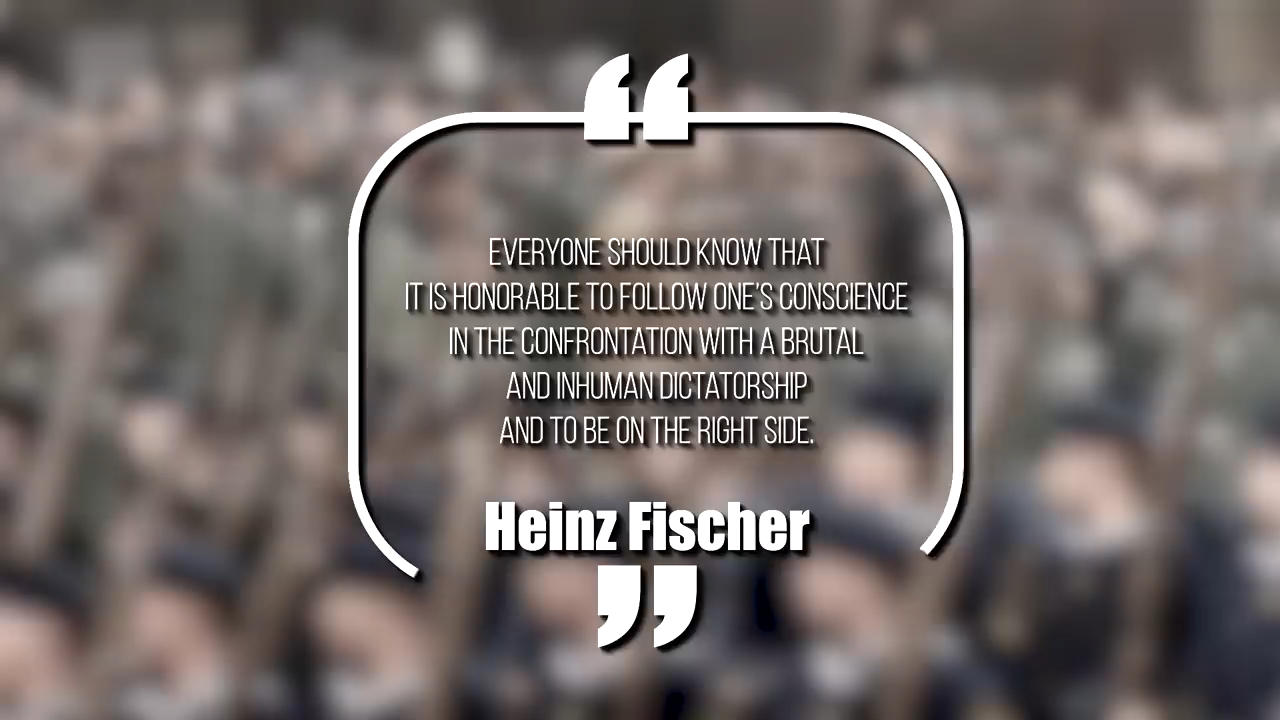 “
EVERYONE SHOULD KNOW THAT
IT IS HONORABLE TO FOLLOW ONE'S CONSCIENCE
IN THE CONFRONTATION WITH A BRUTAL
AND INHUMAN DICTATORSHIP
AND TO BE ON THE RIGHT SIDE.
Heinz Fischer
”